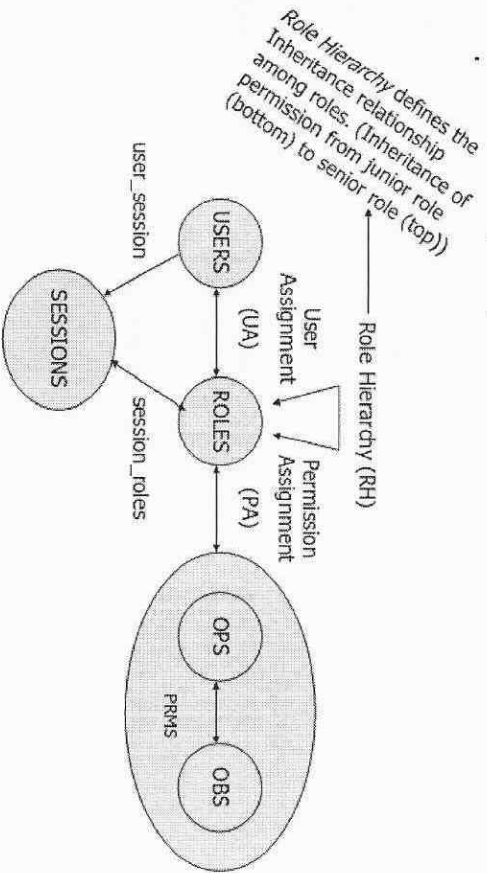 Role Hierarchy defines the
Inheritance relationship
among roles. (Inheritance of
permission from junior role
(bottom) to senior role (top))
Role Hierarchy (RH)
User
Assignment
(UA)
Permission
Assignment
(PA)
USERS
ROLES
OPS
OBS
PRMS
user_session
session_roles
SESSIONS